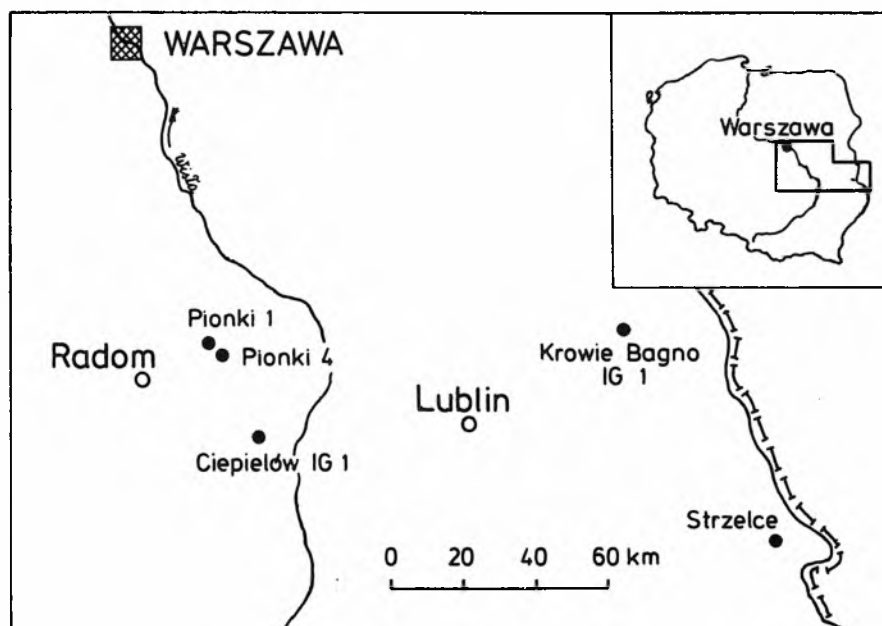 WARSZAWA
Wisła
Warszawa
Pionki 1
Radom
Pionki 4
Krowie Bagno
IG 1
Lublin
Ciepielów IG 1
Strzelce
0 20 40 60 km